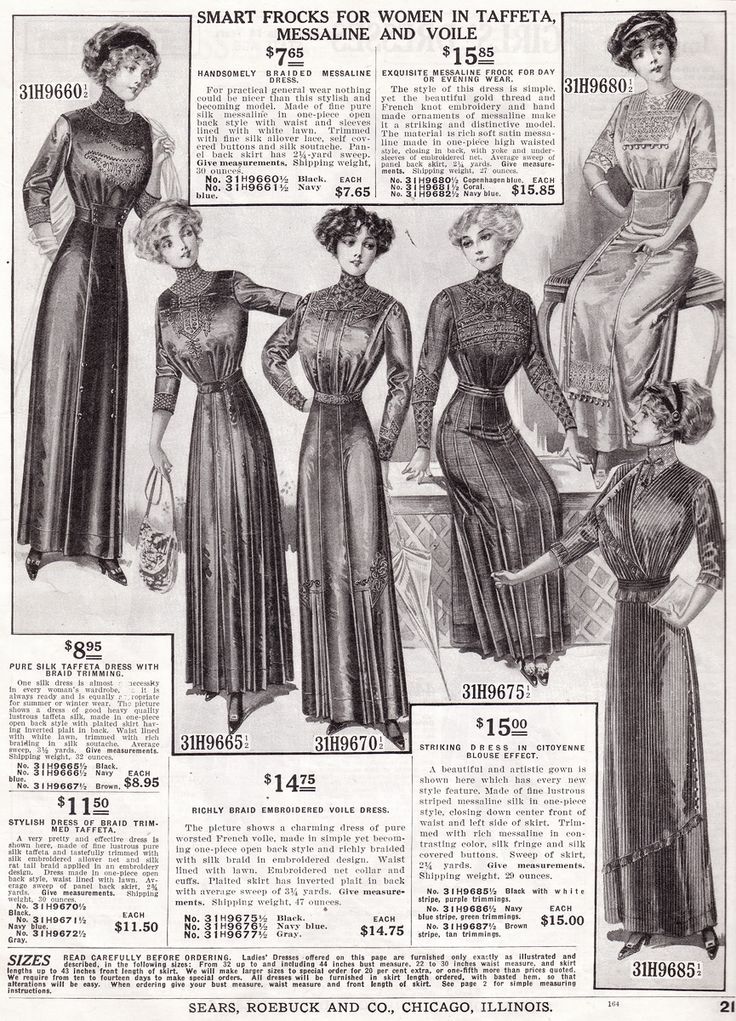 SMART FROCKS FOR WOMEN IN TAFFETA,
MESSALINE AND VOILE
$7 65
HANDSOMELY BRAIDED MESSALINE
DRESS.
For practical general wear nothing
could be nicer than this stylish and
becoming model. Made of fine pure
silk messaline in one-piece open
back style with waist and sleeves
lined with white lawn. Trimmed
with fine silk allover lace, self cov-
ered buttons and silk soutache. Pan-
el back skirt has 2¼-yard sweep.
Give measurements. Shipping weight,
30 ounces.
No. 31H9660½ Black. EACH
No. 31H9661½ Navy
blue. $7.65
$15 85
EXQUISITE MESSALINE FROCK FOR DAY
OR EVENING WEAR.
The style of this dress is simple,
yet the beautiful gold thread and
French knot embroidery and hand
made ornaments of messaline make
it a striking and distinctive model.
The material is rich soft satin messa-
line made in one-piece high waisted
style, closing in back, with yoke and under-
sleeves of embroidered net. Average sweep of
panel back skirt, 2¼ yards. Give measure-
ments. Shipping weight, 27 ounces.
No. 31H9680½ Copenhagen blue. EACH
No. 31H9681½ Coral.
No. 31H9682½ Navy blue. $15.85
31H9660½
31H9680½
31H9665½
31H9670½
31H9675½
31H9685½
$8 95
PURE SILK TAFFETA DRESS WITH
BRAID TRIMMING.
One silk dress is almost necessity
in every woman's wardrobe, it is
always ready and is equally
for summer or winter wear. The picture
shows a dress of good heavy quality
lustrous taffeta silk, made in one-piece
open back style with plaited skirt hav-
ing inverted plait in back. Waist lined
with lawn, trimmed with rich
braiding in silk soutache. Average
sweep, 3½ yards. Give measurements.
Shipping weight, 32 ounces.
No. 31H9665½ Black.
No. 31H9666½ Navy EACH
blue.
No. 31H9667½ Brown. $8.95
$11 50
STYLISH DRESS OF BRAID TRIM-
MED TAFFETA.
A very pretty and effective dress is
shown here, made of fine lustrous pure
silk taffeta and tastefully trimmed with
silk embroidered allover net and silk
rat tail braid applied in an embroidery
design. Dress made in one-piece open
back style, waist lined with lawn. Av-
erage sweep of panel back skirt, 2¾
yards. Give measurements. Shipping
weight, 30 ounces.
No. 31H9670½
Black.
No. 31H9671½ EACH
Navy blue.
No. 31H9672½ $11.50
Gray.
$14 75
RICHLY BRAID EMBROIDERED VOILE DRESS.
The picture shows a charming dress of pure
worsted French voile, made in simple yet becom-
ing one-piece open back style and richly braided
with silk braid in embroidered design. Waist
lined with lawn. Embroidered net collar and
cuffs. Plaited skirt has inverted plait in back
with average sweep of 3¼ yards. Give measure-
ments. Shipping weight, 47 ounces.
No. 31H9675½ Black. EACH
No. 31H9676½ Navy blue.
No. 31H9677½ Gray. $14.75
$15 00
STRIKING DRESS IN CITOYENNE
BLOUSE EFFECT.
A beautiful and artistic gown is
shown here which has every new
style feature. Made of fine lustrous
striped messaline silk in one-piece
style, closing down center front of
waist and left side of skirt. Trim-
med with rich messaline in con-
trasting color, silk fringe and silk
covered buttons. Sweep of skirt,
2¼ yards. Give measurements.
Shipping weight, 29 ounces.
No. 31H9685½ Black with white
stripe, purple trimmings.
No. 31H9686½ Navy EACH
blue stripe, green trimmings.
No. 31H9687½ Brown $15.00
stripe, tan trimmings.
SIZES READ CAREFULLY BEFORE ORDERING. Ladies' Dresses offered on this page are furnished only exactly as illustrated and
described, in the following sizes: From 32 up to and including 44 inches bust measure, 22 to 30 inches waist measure, and skirt
lengths up to 43 inches front length of skirt. We will make larger sizes to special order for 20 per cent extra, or one-fifth more than prices quoted.
We require from ten to fourteen days to make special orders. All dresses will be furnished in skirt length ordered, with basted hem, so that
alterations will be easy. When ordering give your bust measure, waist measure and front length of skirt. See page 2 for simple measuring
instructions.
SEARS, ROEBUCK AND CO., CHICAGO, ILLINOIS. 164 21